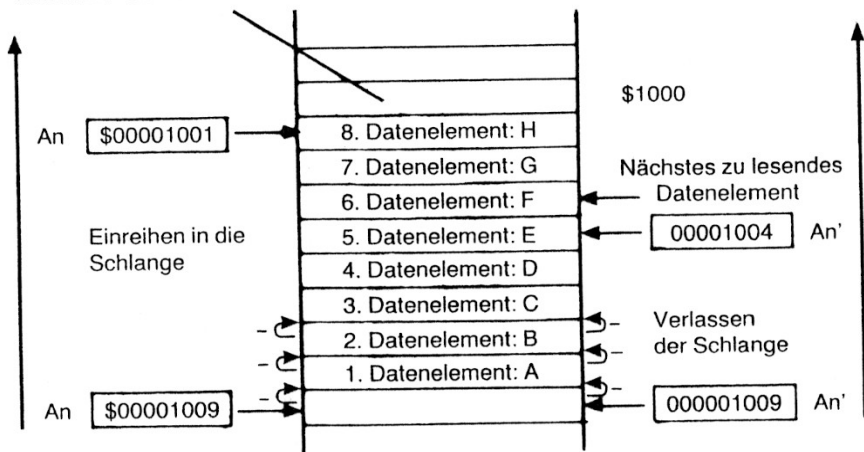 $1000
An $00001001
8. Datenelement: H
7. Datenelement: G
Nächstes zu lesendes
Datenelement
6. Datenelement: F
Einreihen in die
Schlange
5. Datenelement: E
00001004 An'
4. Datenelement: D
3. Datenelement: C
2. Datenelement: B
Verlassen
der Schlange
1. Datenelement: A
An $00001009
000001009 An'